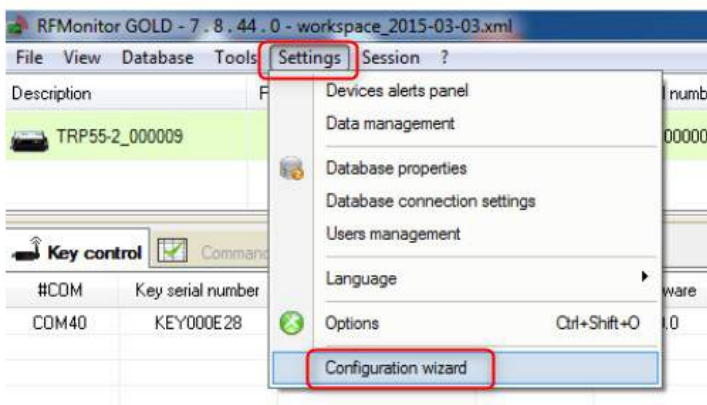 RFMonitor GOLD - 7 . 8 . 44 . 0 - workspace_2015-03-03.xml
File View Database Tools Settings Session ?
Description
Devices alerts panel
Data management
TRP55-2_000009
Database properties
Database connection settings
Users management
Key control
Language
#COM Key serial number
COM40 KEY000E28
Options Ctrl+Shift+O
Configuration wizard